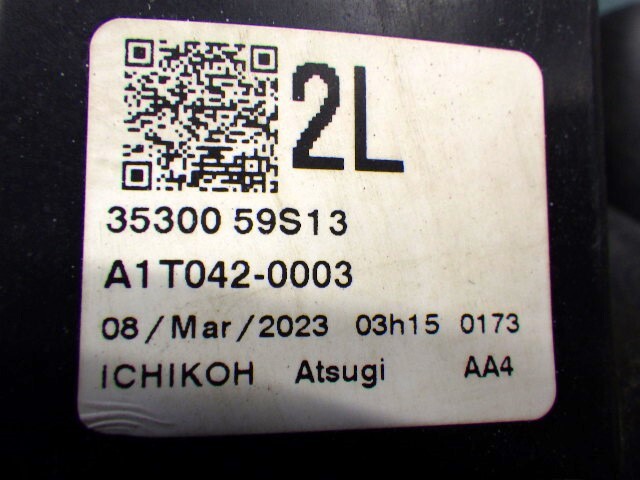 2L
35300 59S13
A1T042-0003
08/Mar/2023 03h15 0173
ICHIKOH Atsugi AA4